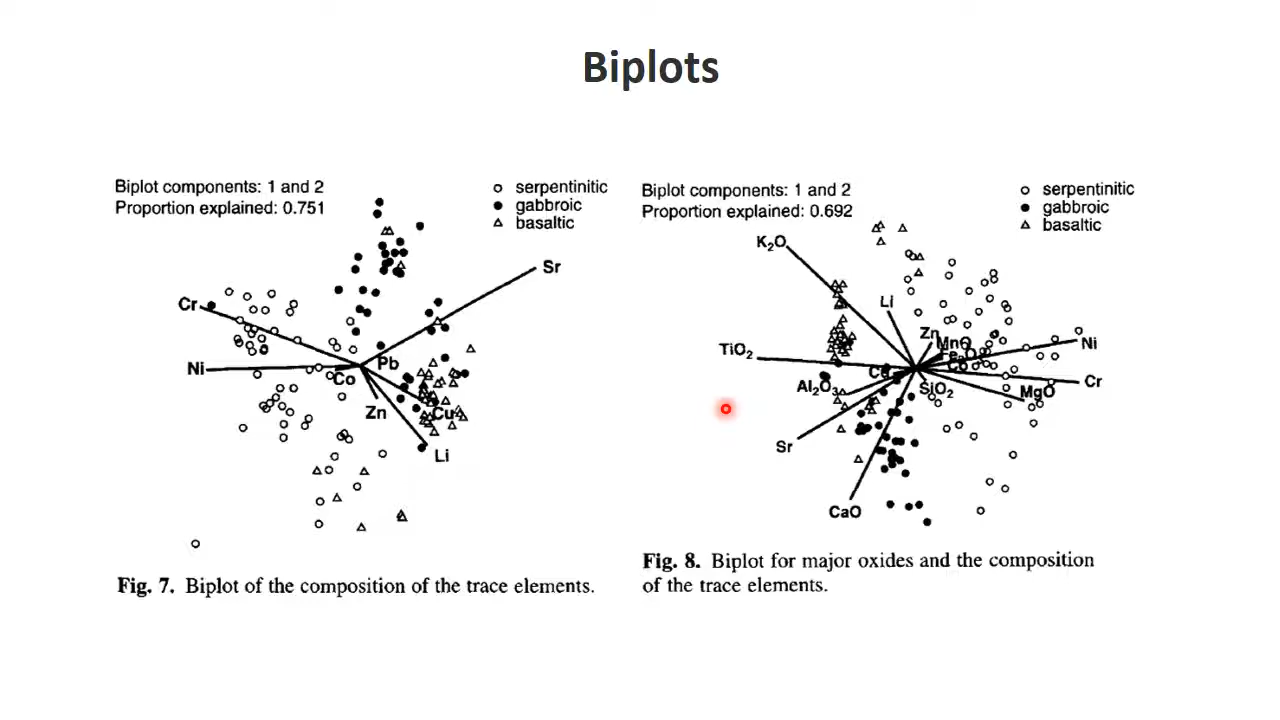 Biplots
Biplot components: 1 and 2
Proportion explained: 0.751
serpentinitic
gabbroic
basaltic
Sr
Cr
Ni
Pb
Co
Zn
Cu
Li
Fig. 7. Biplot of the composition of the trace elements.
Biplot components: 1 and 2
Proportion explained: 0.692
serpentinitic
gabbroic
basaltic
K₂O
Li
Zn
MnO
Ni
TiO₂
Co
Cr
Al₂O₃
SiO₂
MgO
Sr
CaO
Fig. 8. Biplot for major oxides and the composition
of the trace elements.